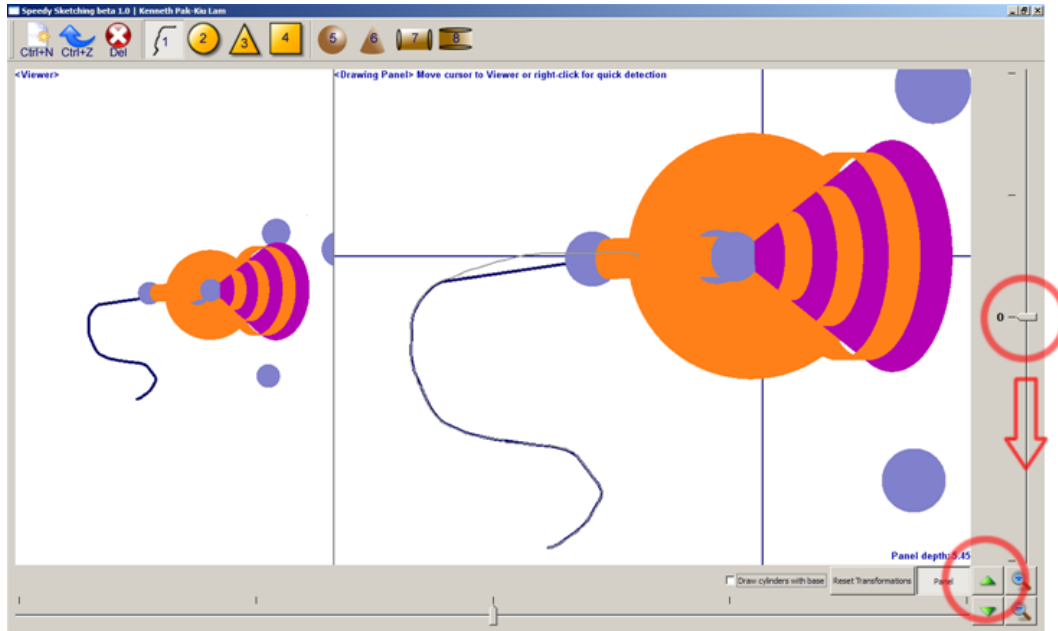 Speedy Sketching beta 1.0 | Kenneth Pak-Kiu Lam
Ctrl+N Ctrl+Z Del 1 2 3 4 5 6 7 8
<Viewer>
<Drawing Panel> Move cursor to Viewer or right-click for quick detection
0
Panel depth: 5.45
Draw cylinders with base Reset Transformations Panel